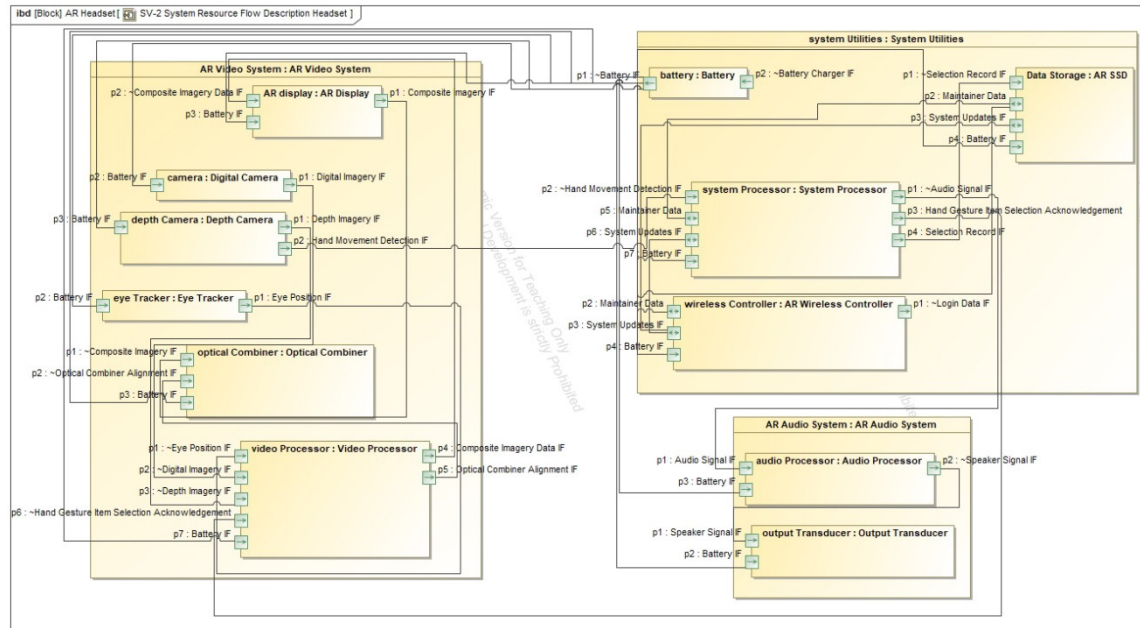 ibd [Block] AR Headset [ SV-2 System Resource Flow Description Headset ]
AR Video System : AR Video System
p2 : ~Composite Imagery Data IF
AR display : AR Display
p1 : Composite Imagery IF
p3 : Battery IF
p2 : Battery IF
camera : Digital Camera
p1 : Digital Imagery IF
p3 : Battery IF
depth Camera : Depth Camera
p1 : Depth Imagery IF
p2 : Hand Movement Detection IF
p2 : Battery IF
eye Tracker : Eye Tracker
p1 : Eye Position IF
p1 : ~Composite Imagery IF
optical Combiner : Optical Combiner
p2 : ~Optical Combiner Alignment IF
p3 : Battery IF
p1 : ~Eye Position IF
video Processor : Video Processor
p4 : Composite Imagery Data IF
p2 : ~Digital Imagery IF
p5 : Optical Combiner Alignment IF
p3 : ~Depth Imagery IF
p6 : ~Hand Gesture Item Selection Acknowledgement
p7 : Battery IF
system Utilities : System Utilities
p1 : ~Battery IF
battery : Battery
p2 : ~Battery Charger IF
p1 : ~Selection Record IF
Data Storage : AR SSD
p2 : Maintainer Data
p3 : System Updates IF
p4 : Battery IF
p2 : ~Hand Movement Detection IF
system Processor : System Processor
p1 : ~Audio Signal IF
p5 : Maintainer Data
p3 : Hand Gesture Item Selection Acknowledgement
p6 : System Updates IF
p4 : Selection Record IF
p7 : Battery IF
p2 : Maintainer Data
wireless Controller : AR Wireless Controller
p1 : ~Login Data IF
p3 : System Updates IF
p4 : Battery IF
AR Audio System : AR Audio System
p1 : Audio Signal IF
audio Processor : Audio Processor
p2 : ~Speaker Signal IF
p3 : Battery IF
p1 : Speaker Signal IF
output Transducer : Output Transducer
p2 : Battery IF
Version for Teaching Only
Development is strictly Prohibited